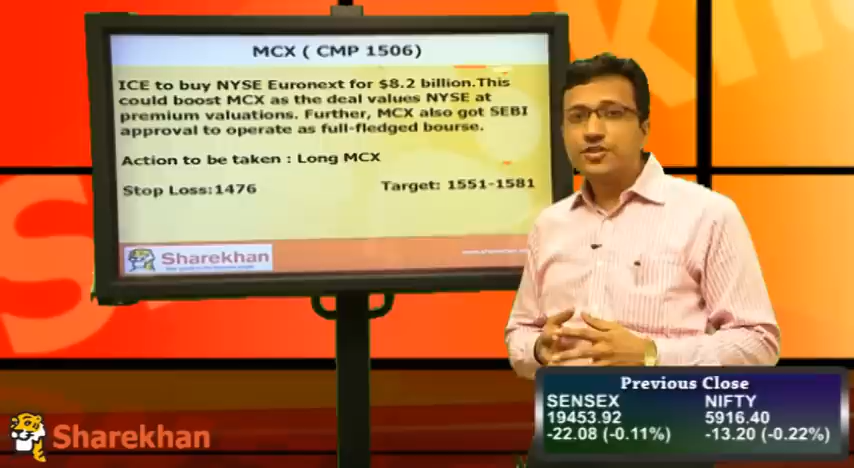 MCX ( CMP 1506)
ICE to buy NYSE Euronext for $8.2 billion.This
could boost MCX as the deal values NYSE at
premium valuations. Further, MCX also got SEBI
approval to operate as full-fledged bourse.
Action to be taken : Long MCX
Stop Loss:1476 Target: 1551-1581
Sharekhan
Previous Close
SENSEX NIFTY
19453.92 5916.40
-22.08 (-0.11%) -13.20 (-0.22%)
Sharekhan